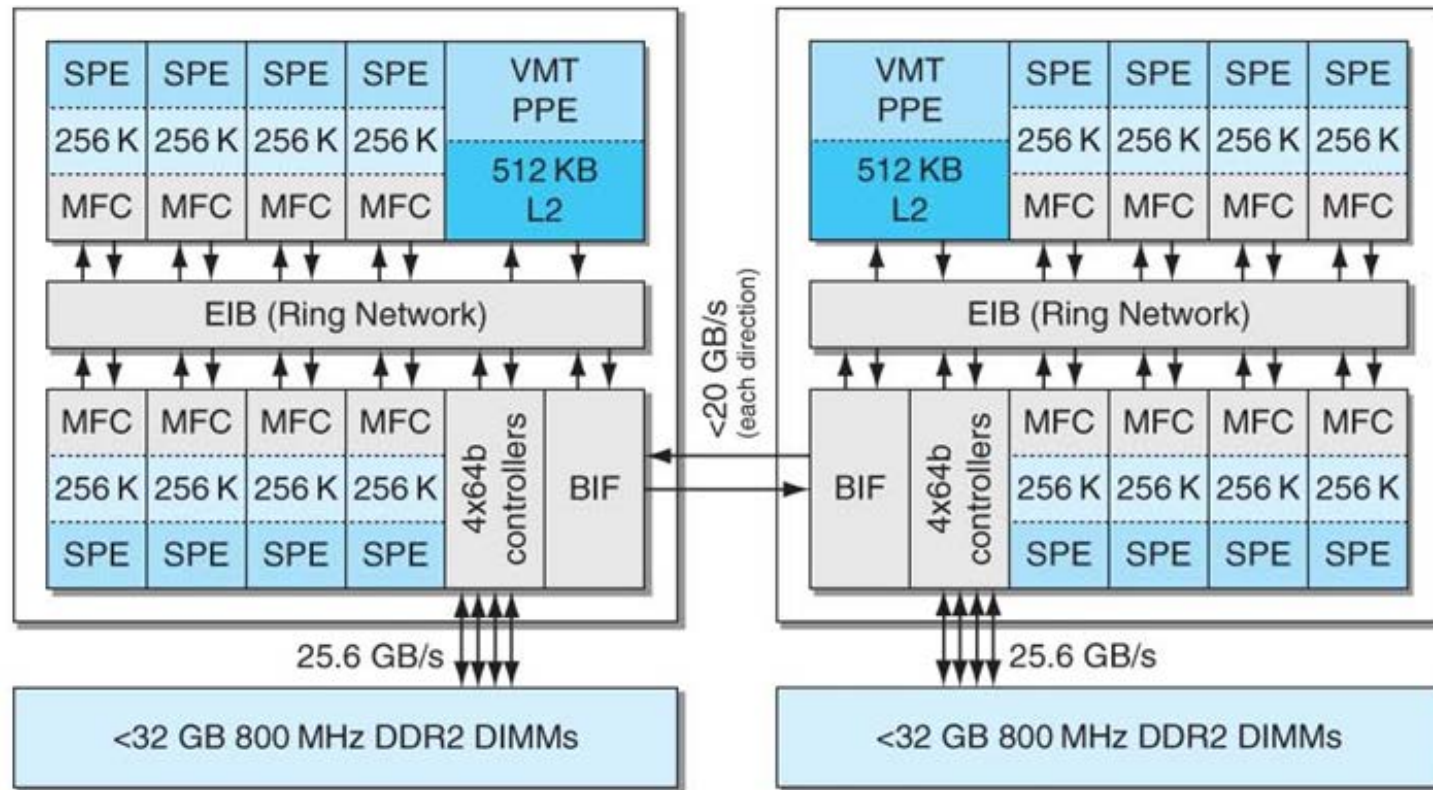 SPE SPE SPE SPE VMT
PPE
256 K 256 K 256 K 256 K
512 KB
L2
MFC MFC MFC MFC
EIB (Ring Network)
MFC MFC MFC MFC
256 K 256 K 256 K 256 K
SPE SPE SPE SPE
4x64b
controllers
BIF
25.6 GB/s
<32 GB 800 MHz DDR2 DIMMs
<20 GB/s
(each direction)
VMT
PPE
SPE SPE SPE SPE
256 K 256 K 256 K 256 K
512 KB
L2
MFC MFC MFC MFC
EIB (Ring Network)
BIF
4x64b
controllers
MFC MFC MFC MFC
256 K 256 K 256 K 256 K
SPE SPE SPE SPE
25.6 GB/s
<32 GB 800 MHz DDR2 DIMMs